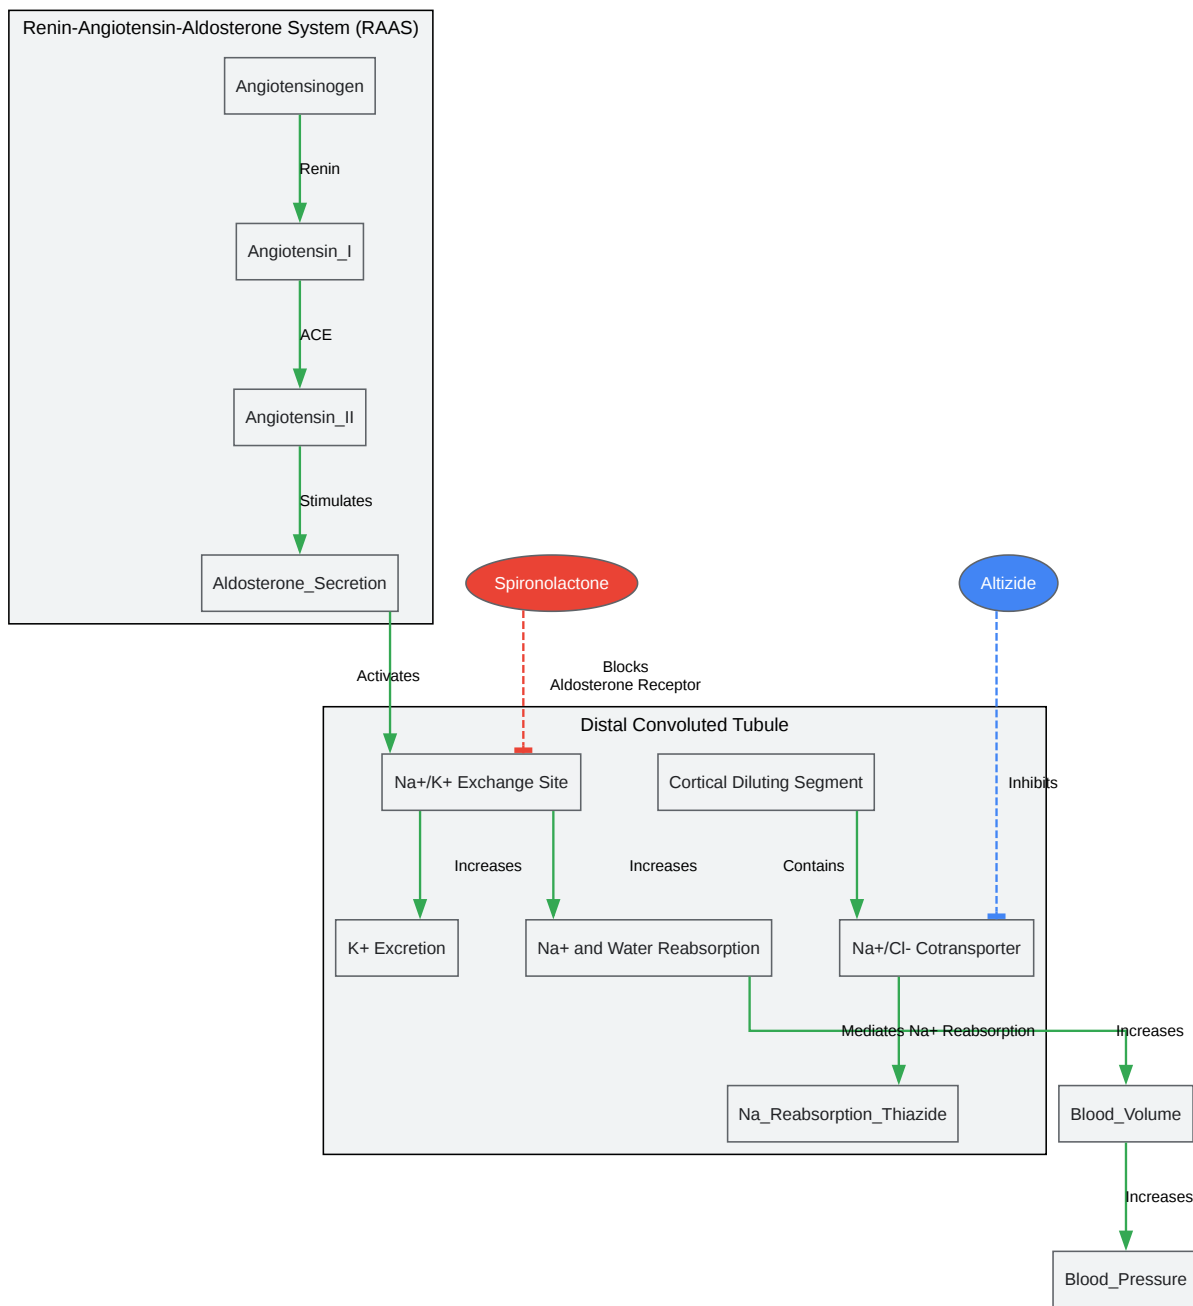 Renin-Angiotensin-Aldosterone System (RAAS)
Angiotensinogen
Renin
Angiotensin_I
ACE
Angiotensin_II
Stimulates
Aldosterone_Secretion
Spironolactone
Altizide
Activates
Blocks
Aldosterone Receptor
Distal Convoluted Tubule
Na+/K+ Exchange Site
Cortical Diluting Segment
Inhibits
Increases
Increases
Contains
K+ Excretion
Na+ and Water Reabsorption
Na+/Cl- Cotransporter
Mediates Na+ Reabsorption
Increases
Na_Reabsorption_Thiazide
Blood_Volume
Increases
Blood_Pressure